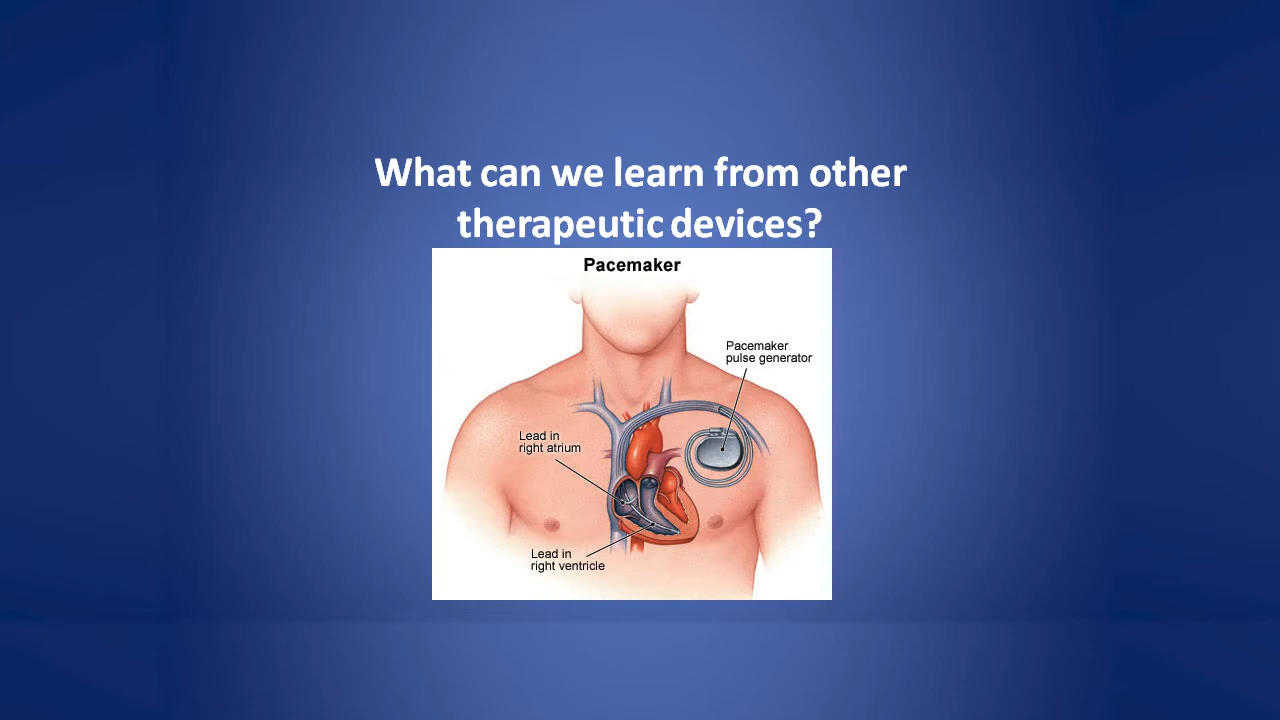 What can we learn from other
therapeutic devices?
Pacemaker
Pacemaker
pulse generator
Lead in
right atrium
Lead in
right ventricle